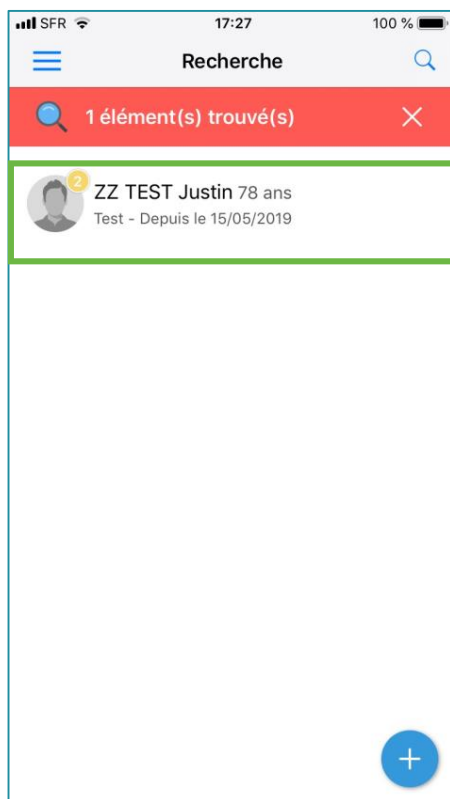 SFR 17:27 100 %
Recherche
1 élément(s) trouvé(s)
2
ZZ TEST Justin 78 ans
Test - Depuis le 15/05/2019